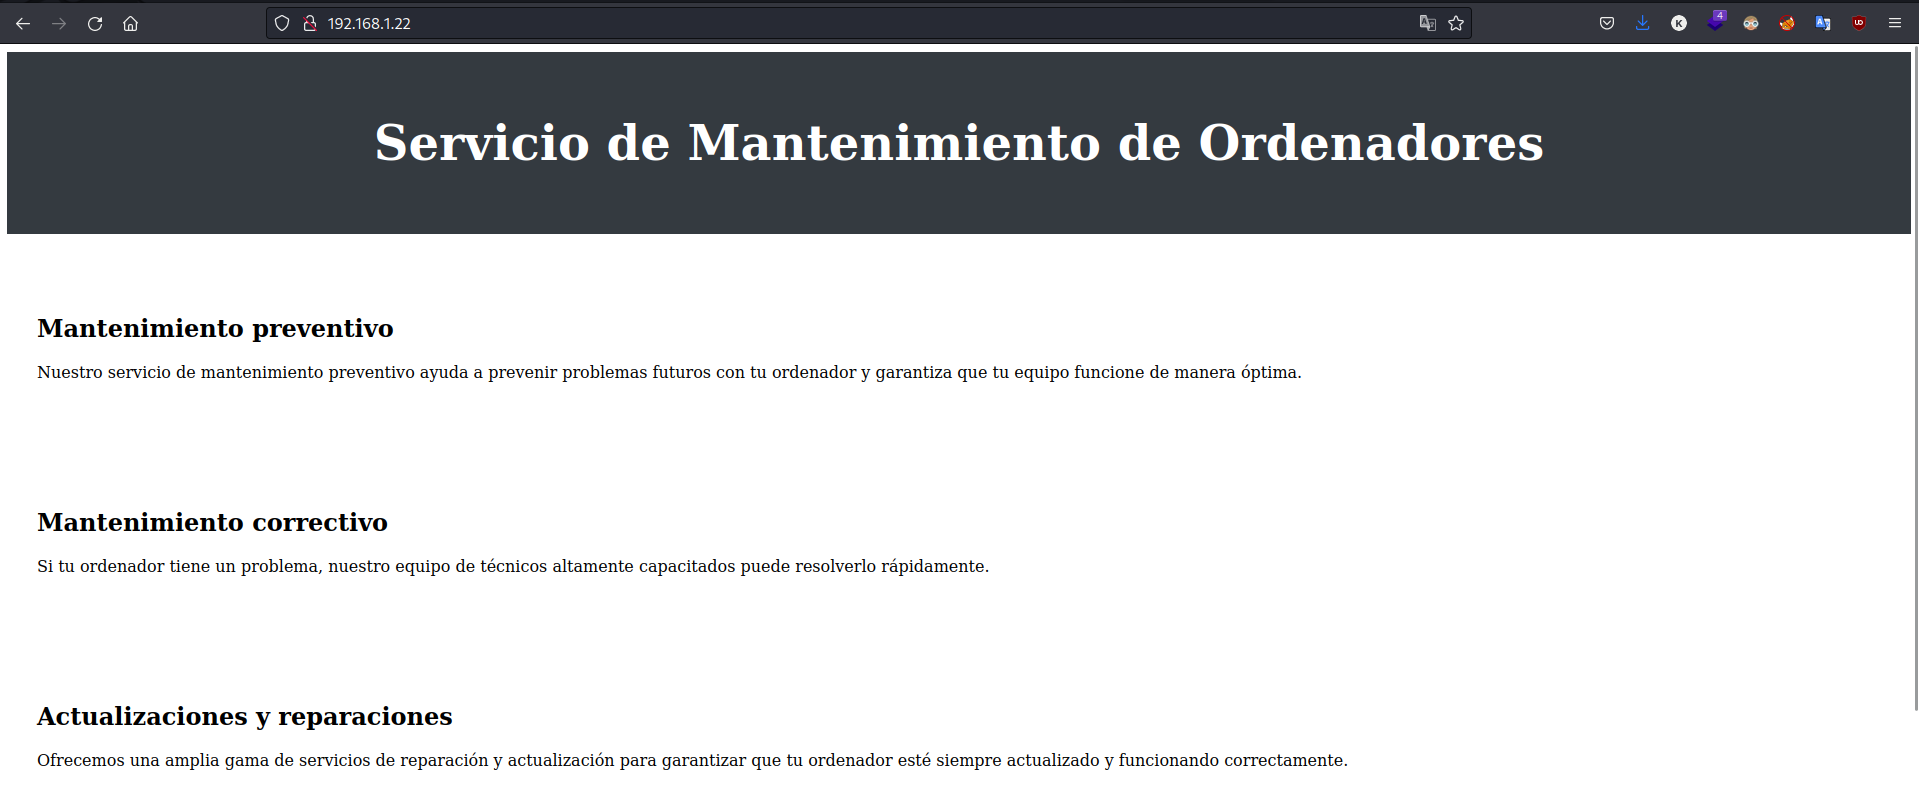 192.168.1.22
4
Servicio de Mantenimiento de Ordenadores
Mantenimiento preventivo
Nuestro servicio de mantenimiento preventivo ayuda a prevenir problemas futuros con tu ordenador y garantiza que tu equipo funcione de manera óptima.
Mantenimiento correctivo
Si tu ordenador tiene un problema, nuestro equipo de técnicos altamente capacitados puede resolverlo rápidamente.
Actualizaciones y reparaciones
Ofrecemos una amplia gama de servicios de reparación y actualización para garantizar que tu ordenador esté siempre actualizado y funcionando correctamente.